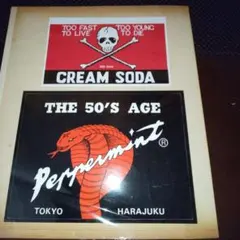 TOO FAST TOO YOUNG
TO LIVE TO DIE
CREAM SODA
THE 50'S AGE
Peppermint ®
TOKYO HARAJUKU